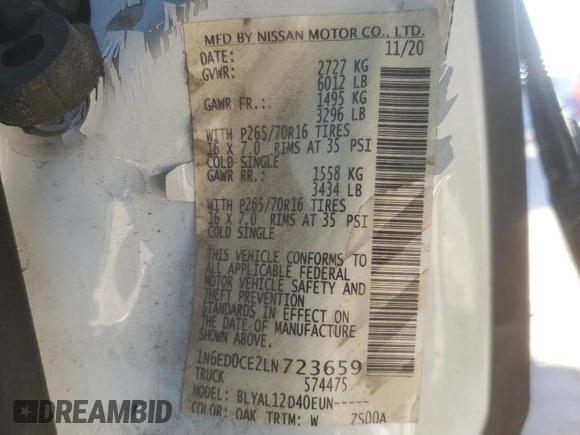 MFD BY NISSAN MOTOR CO., LTD.
DATE: 11/20
GVWR: 2727 KG
6012 LB
GAWR FR.: 1495 KG
3296 LB
WITH P265/70R16 TIRES
16 X 7.0 RIMS AT 35 PSI
COLD SINGLE
GAWR RR.: 1558 KG
3434 LB
WITH P265/70R16 TIRES
16 X 7.0 RIMS AT 35 PSI
COLD SINGLE
THIS VEHICLE CONFORMS TO
ALL APPLICABLE FEDERAL
MOTOR VEHICLE SAFETY AND
THEFT PREVENTION
STANDARDS IN EFFECT ON
THE DATE OF MANUFACTURE
SHOWN ABOVE.
1N6ED0CE2LN723659
TRUCK 574475
MODEL: BLYAL12D40EUN-----
COLOR: QAK TRIM: W ZS00A